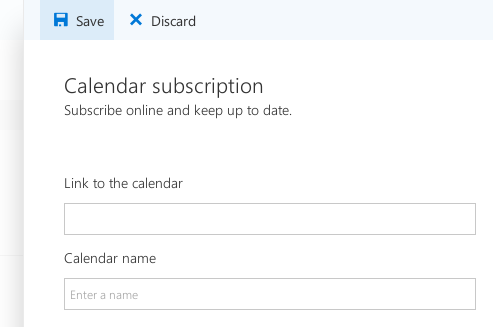 Save Discard
Calendar subscription
Subscribe online and keep up to date.
Link to the calendar
Calendar name
Enter a name